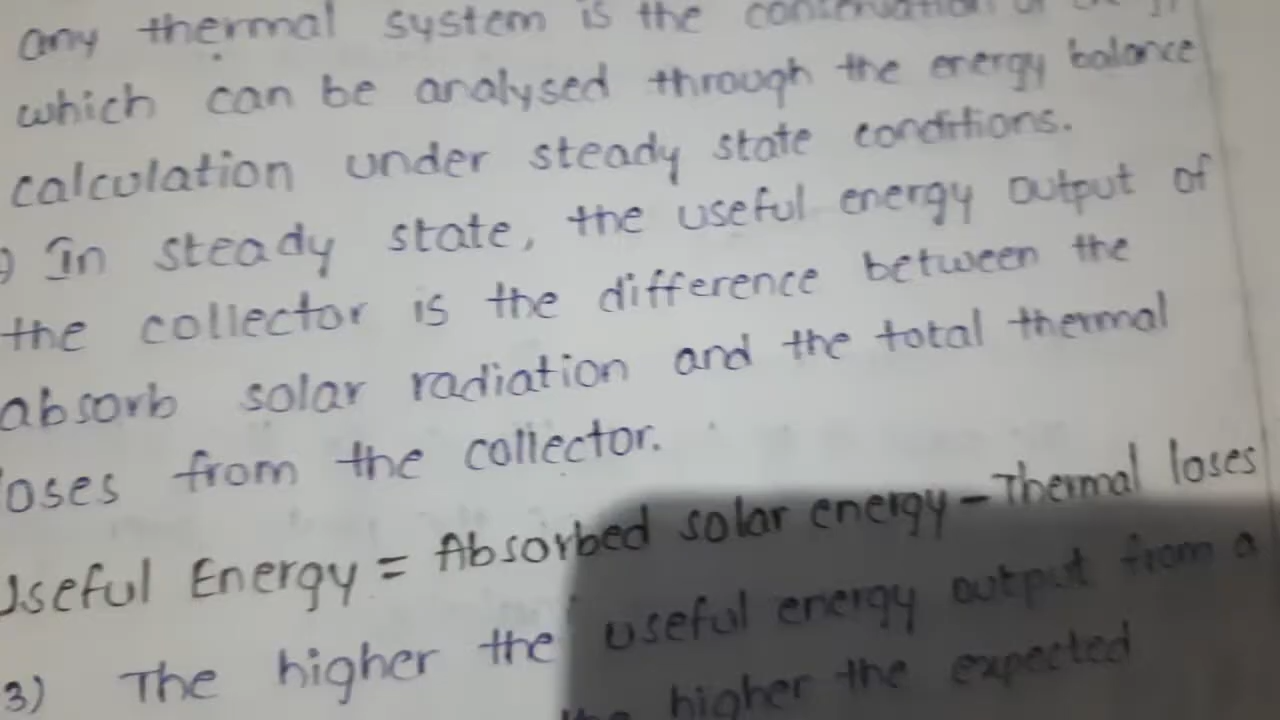 any thermal system is the
which can be analysed through the energy balance
calculation under steady state conditions.
) In steady state, the useful energy output of
the collector is the difference between the
absorb solar radiation and the total thermal
loses from the collector.
Useful Energy = Absorbed solar energy - Thermal loses
3) The higher the useful energy output from a
the higher the expected